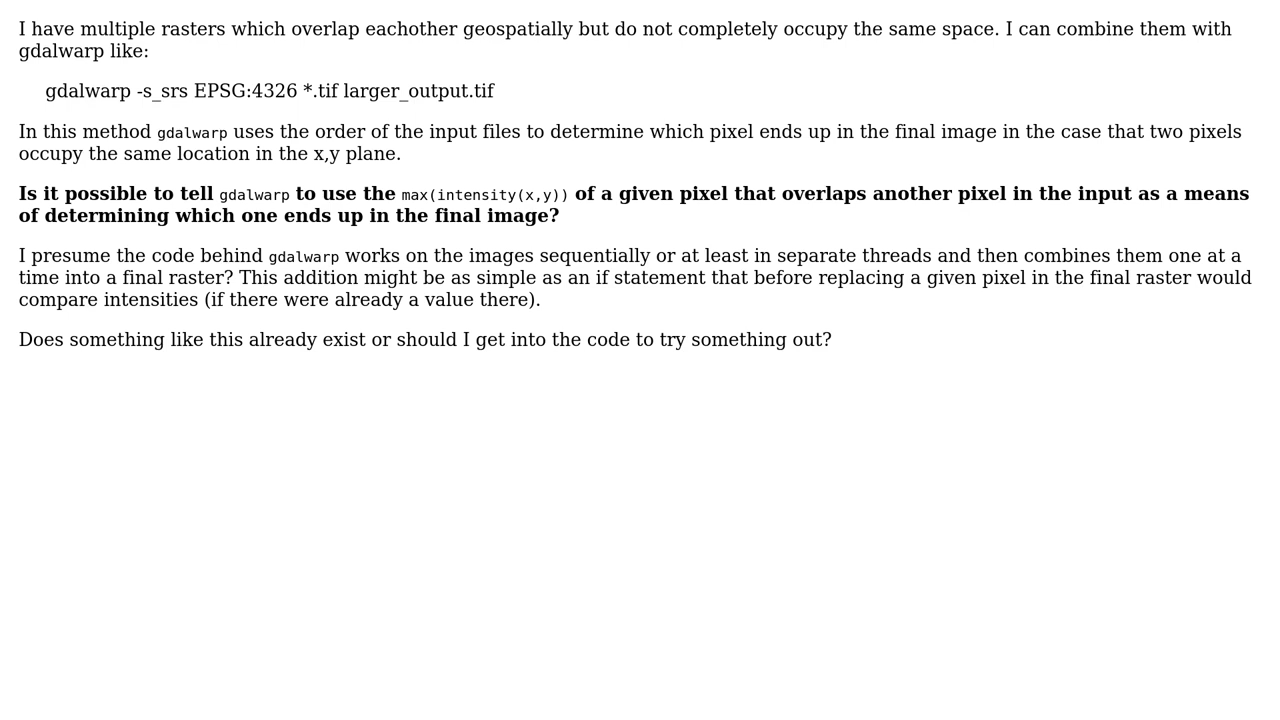 I have multiple rasters which overlap eachother geospatially but do not completely occupy the same space. I can combine them with
gdalwarp like:
gdalwarp -s_srs EPSG:4326 *.tif larger_output.tif
In this method gdalwarp uses the order of the input files to determine which pixel ends up in the final image in the case that two pixels
occupy the same location in the x,y plane.
Is it possible to tell gdalwarp to use the max(intensity(x,y)) of a given pixel that overlaps another pixel in the input as a means
of determining which one ends up in the final image?
I presume the code behind gdalwarp works on the images sequentially or at least in separate threads and then combines them one at a
time into a final raster? This addition might be as simple as an if statement that before replacing a given pixel in the final raster would
compare intensities (if there were already a value there).
Does something like this already exist or should I get into the code to try something out?